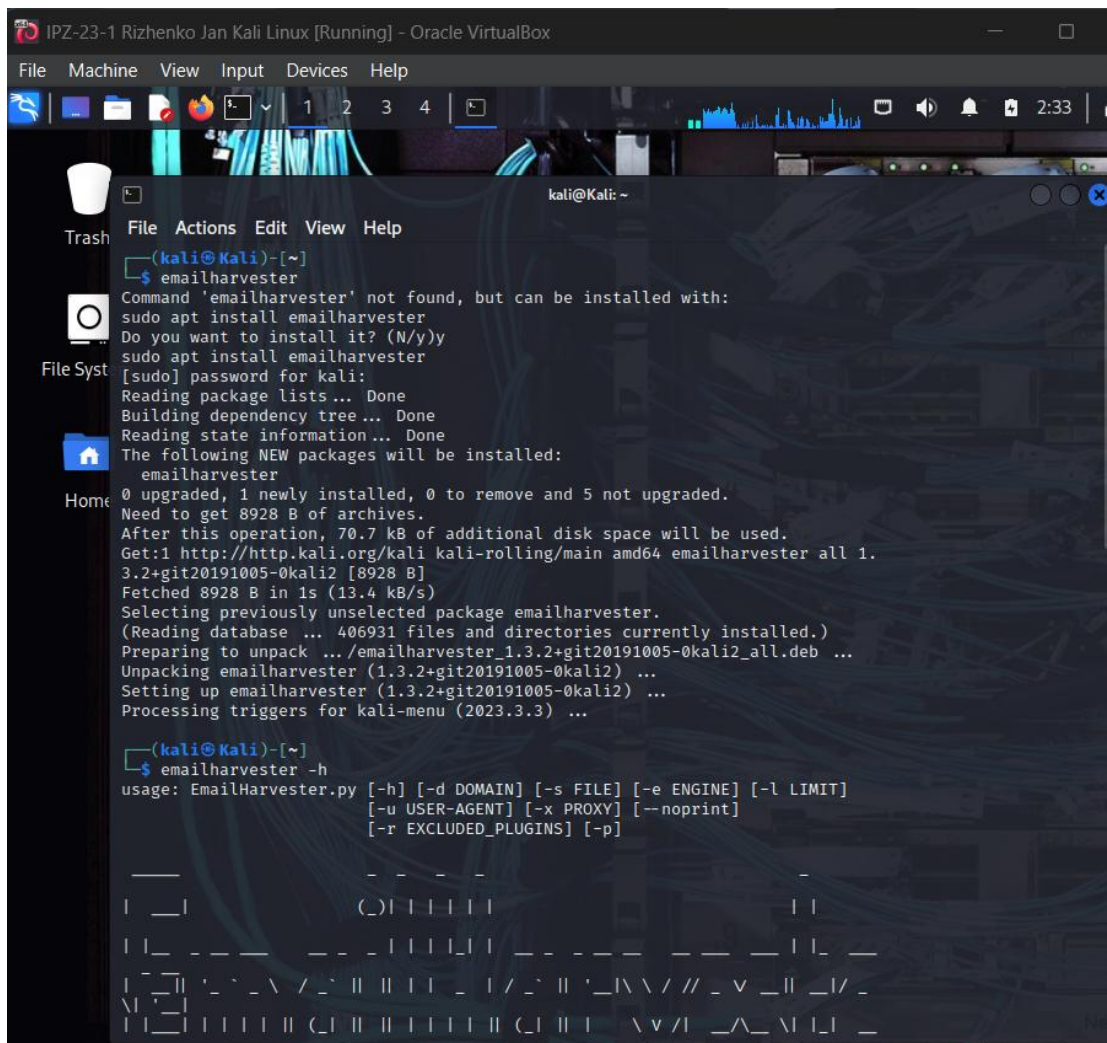 IPZ-23-1 Rizhenko Jan Kali Linux [Running] - Oracle VirtualBox
File Machine View Input Devices Help
1 2 3 4 2:33
kali@Kali: ~
File Actions Edit View Help
Trash
File Syst
Home
┌──(kali㉿Kali)-[~]
└─$ emailharvester
Command 'emailharvester' not found, but can be installed with:
sudo apt install emailharvester
Do you want to install it? (N/y)y
sudo apt install emailharvester
[sudo] password for kali:
Reading package lists... Done
Building dependency tree... Done
Reading state information... Done
The following NEW packages will be installed:
  emailharvester
0 upgraded, 1 newly installed, 0 to remove and 5 not upgraded.
Need to get 8928 B of archives.
After this operation, 70.7 kB of additional disk space will be used.
Get:1 http://http.kali.org/kali kali-rolling/main amd64 emailharvester all 1.
3.2+git20191005-0kali2 [8928 B]
Fetched 8928 B in 1s (13.4 kB/s)
Selecting previously unselected package emailharvester.
(Reading database ... 406931 files and directories currently installed.)
Preparing to unpack .../emailharvester_1.3.2+git20191005-0kali2_all.deb ...
Unpacking emailharvester (1.3.2+git20191005-0kali2) ...
Setting up emailharvester (1.3.2+git20191005-0kali2) ...
Processing triggers for kali-menu (2023.3.3) ...
┌──(kali㉿Kali)-[~]
└─$ emailharvester -h
usage: EmailHarvester.py [-h] [-d DOMAIN] [-s FILE] [-e ENGINE] [-l LIMIT]
                         [-u USER-AGENT] [-x PROXY] [--noprint]
                         [-r EXCLUDED_PLUGINS] [-p]